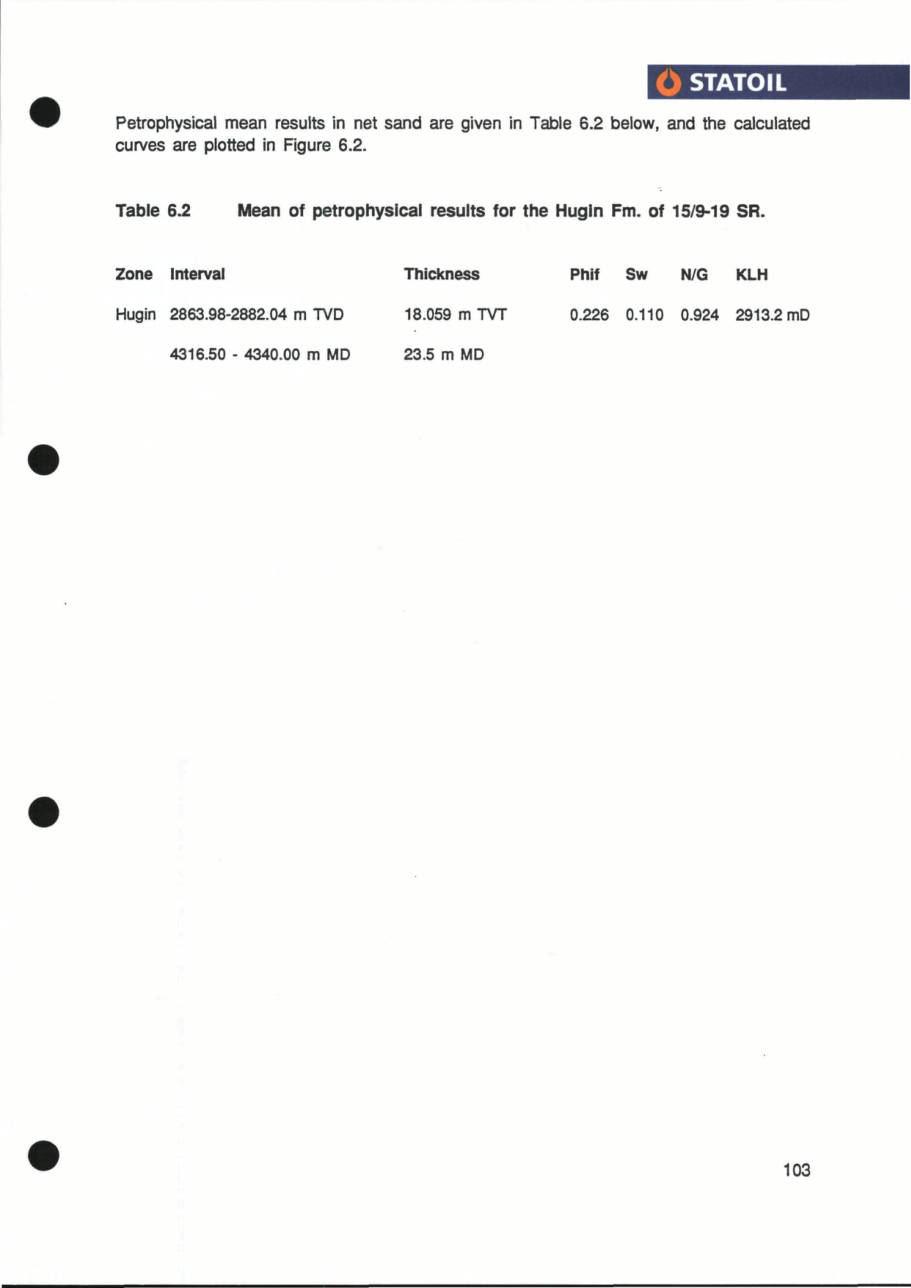 STATOIL
Petrophysical mean results in net sand are given in Table 6.2 below, and the calculated
curves are plotted in Figure 6.2.
Table 6.2 Mean of petrophysical results for the Hugin Fm. of 15/9-19 SR.
Zone Interval Thickness Phif Sw N/G KLH
Hugin 2863.98-2882.04 m TVD 18.059 m TVT 0.226 0.110 0.924 2913.2 mD
4316.50 - 4340.00 m MD 23.5 m MD
103